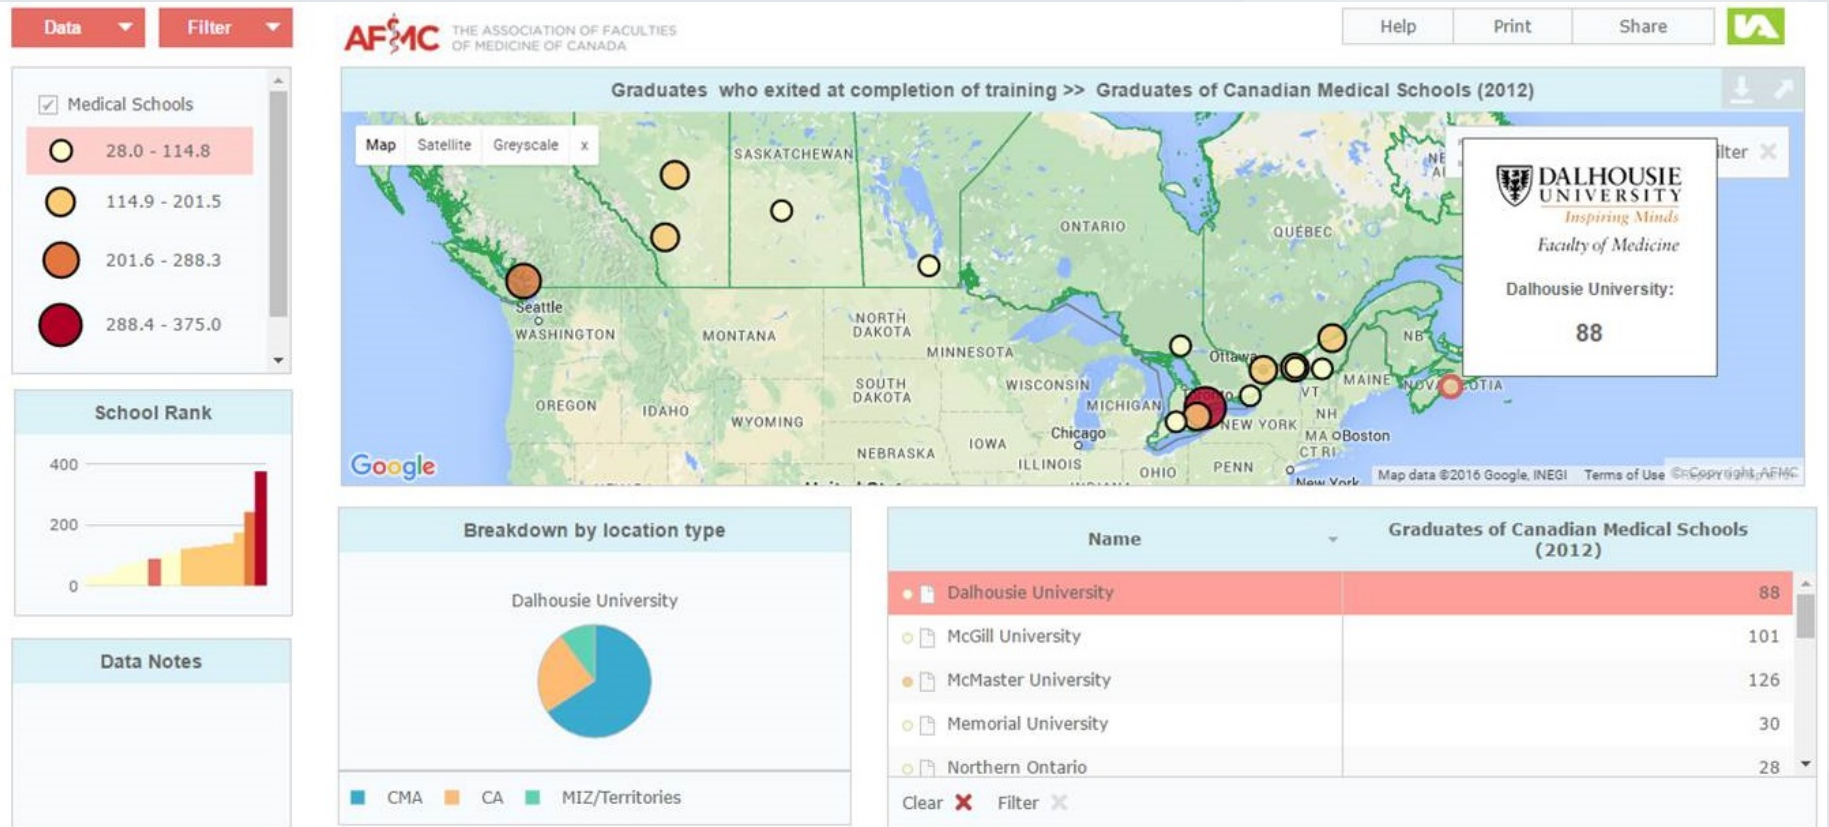 Data
Filter
AFMC
THE ASSOCIATION OF FACULTIES
OF MEDICINE OF CANADA
Help
Print
Share
Medical Schools
28.0 - 114.8
114.9 - 201.5
201.6 - 288.3
288.4 - 375.0
School Rank
400
200
0
Data Notes
Graduates who exited at completion of training >> Graduates of Canadian Medical Schools (2012)
Map
Satellite
Greyscale
x
SASKATCHEWAN
ONTARIO
QUEBEC
Seattle
WASHINGTON
MONTANA
NORTH
DAKOTA
MINNESOTA
SOUTH
DAKOTA
WISCONSIN
MICHIGAN
OREGON
IDAHO
WYOMING
NEBRASKA
IOWA
Chicago
ILLINOIS
OHIO
PENN
NEW YORK
Ottawa
VT
NH
MA
Boston
CT RI
MAINE
NB
New York
Google
Map data ©2016 Google, INEGI
Terms of Use
© Copyright AFMC
DALHOUSIE
UNIVERSITY
Inspiring Minds
Faculty of Medicine
Dalhousie University:
88
Breakdown by location type
Dalhousie University
CMA
CA
MIZ/Territories
Name
Graduates of Canadian Medical Schools
(2012)
Dalhousie University 88
McGill University 101
McMaster University 126
Memorial University 30
Northern Ontario 28
Clear
Filter